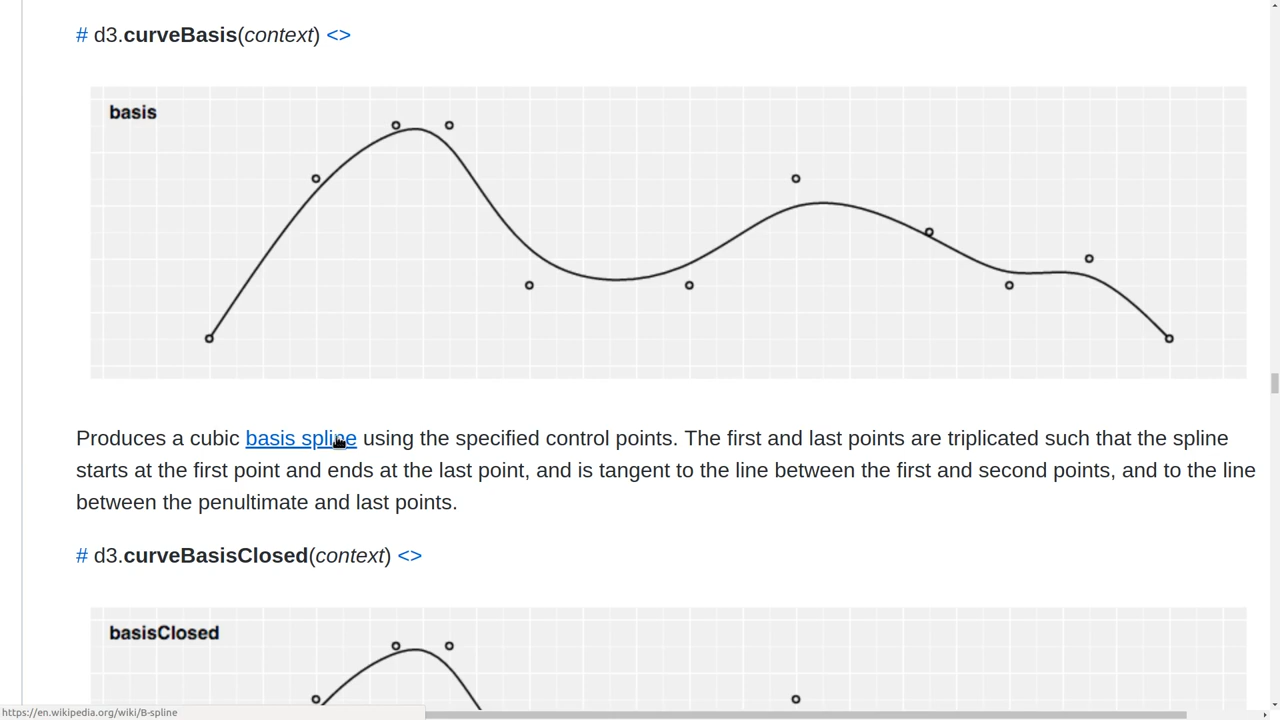 # d3.curveBasis(context) <>
basis
Produces a cubic basis spline using the specified control points. The first and last points are triplicated such that the spline
starts at the first point and ends at the last point, and is tangent to the line between the first and second points, and to the line
between the penultimate and last points.
# d3.curveBasisClosed(context) <>
basisClosed
https://en.wikipedia.org/wiki/B-spline